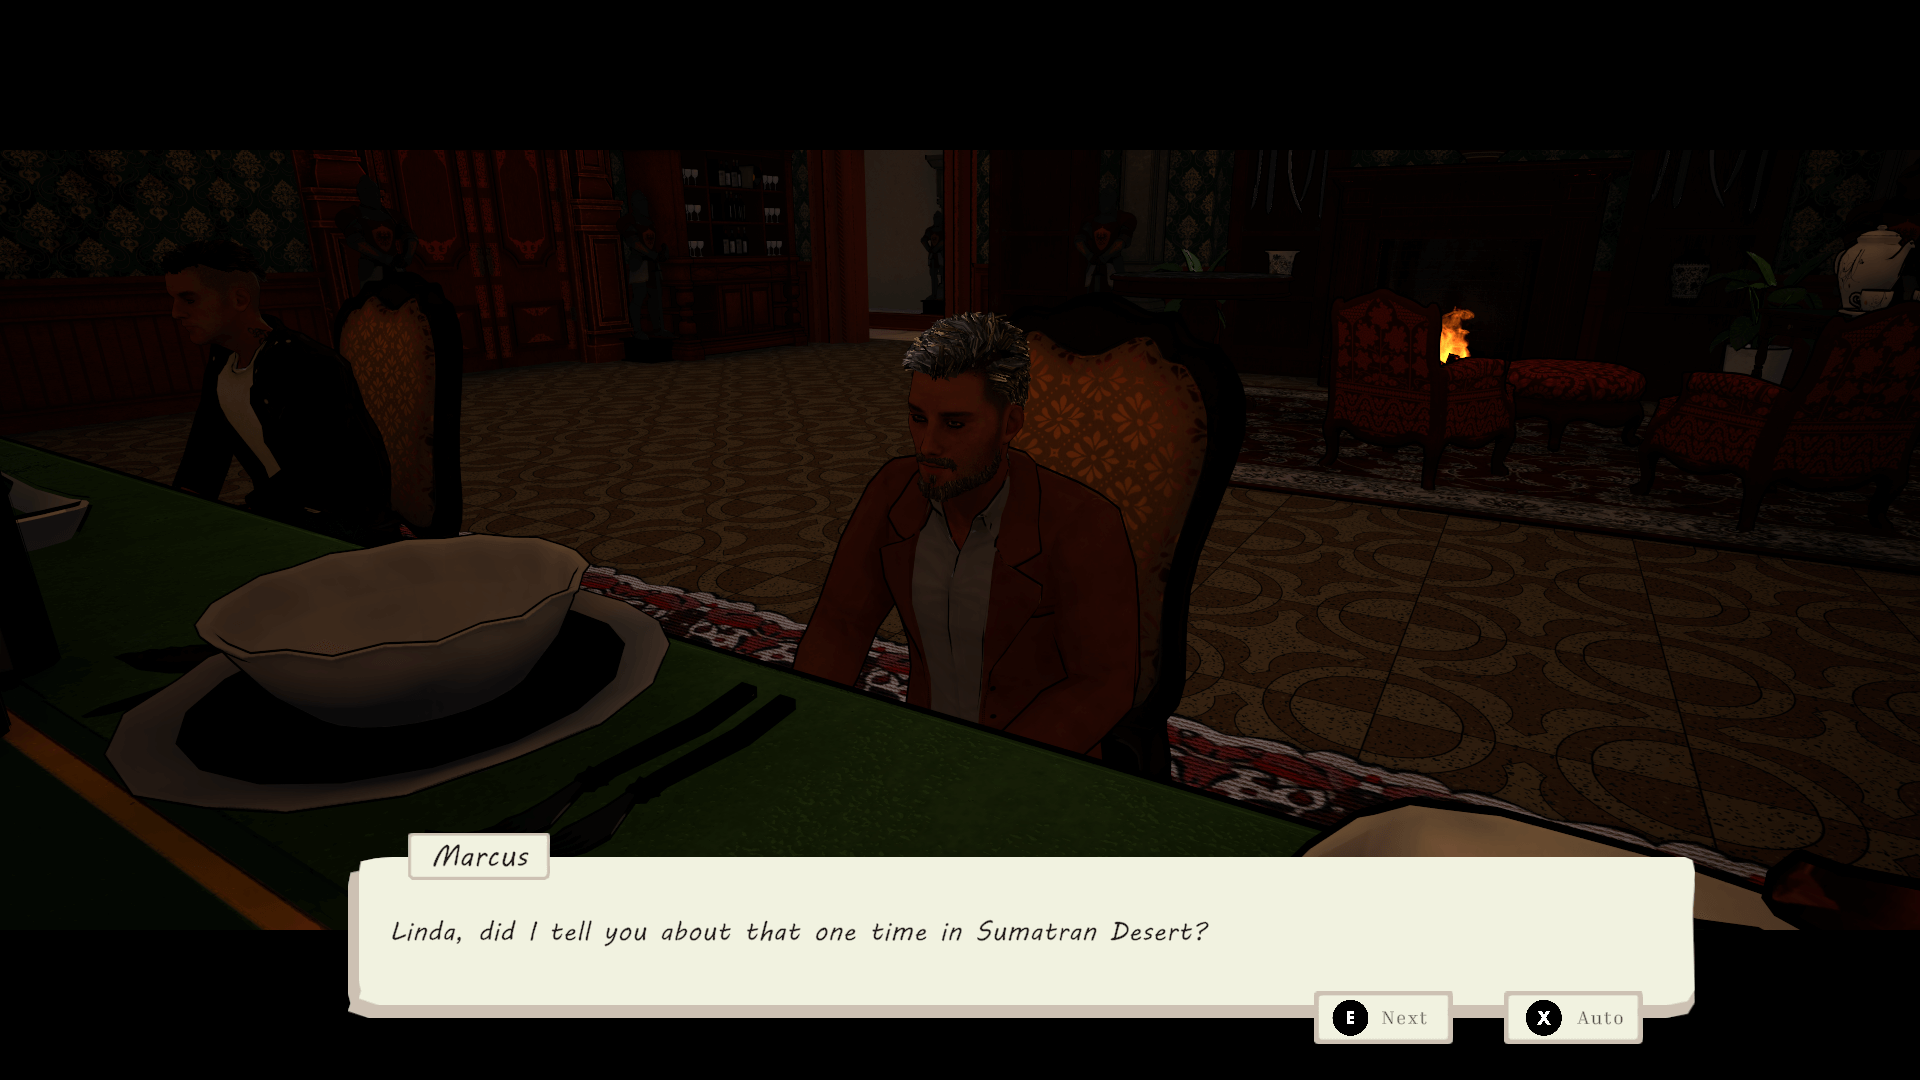 Marcus
Linda, did I tell you about that one time in Sumatran Desert?
E Next
X Auto